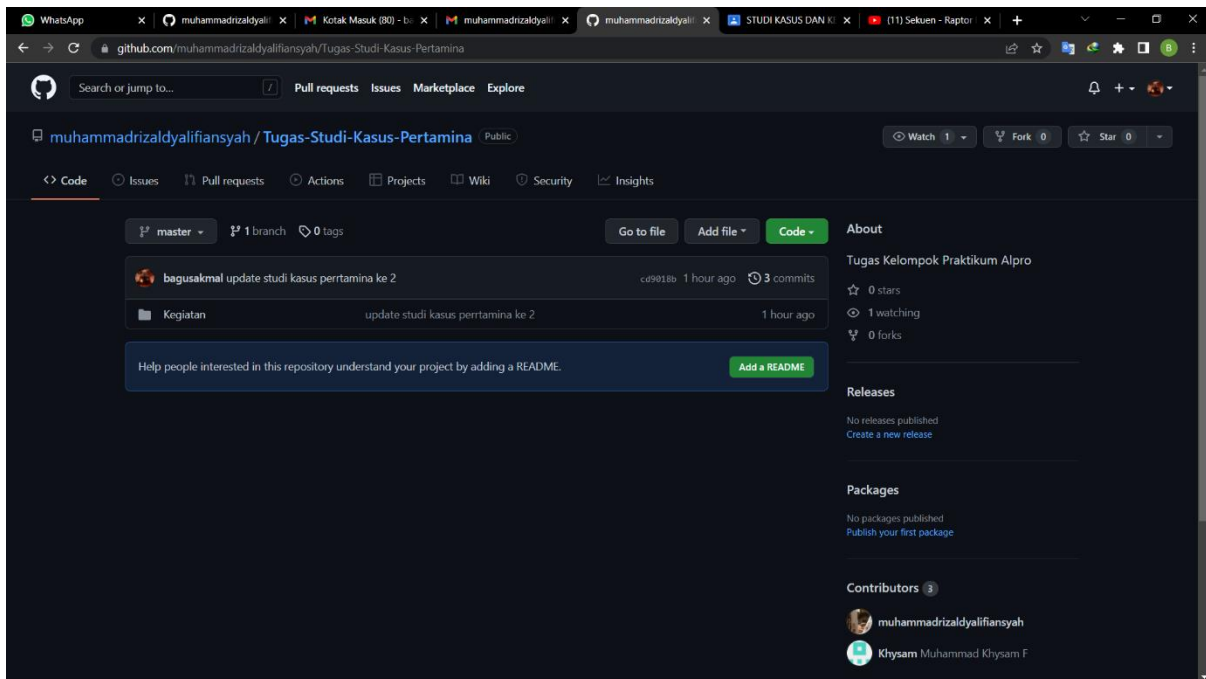 WhatsApp
muhammadrizaldyalif
Kotak Masuk (80) - ba
muhammadrizaldyalif
muhammadrizaldyalif
STUDI KASUS DAN KI
(11) Sekuen - Raptor
github.com/muhammadrizaldyalifiansyah/Tugas-Studi-Kasus-Pertamina
B
Search or jump to... /
Pull requests Issues Marketplace Explore
muhammadrizaldyalifiansyah / Tugas-Studi-Kasus-Pertamina Public
Watch 1 Fork 0 Star 0
Code Issues Pull requests Actions Projects Wiki Security Insights
master 1 branch 0 tags Go to file Add file Code
bagusakmal update studi kasus perrtamina ke 2 cd9018b 1 hour ago 3 commits
Kegiatan update studi kasus perrtamina ke 2 1 hour ago
Help people interested in this repository understand your project by adding a README. Add a README
About
Tugas Kelompok Praktikum Alpro
0 stars
1 watching
0 forks
Releases
No releases published
Create a new release
Packages
No packages published
Publish your first package
Contributors 3
muhammadrizaldyalifiansyah
Khysam Muhammad Khysam F